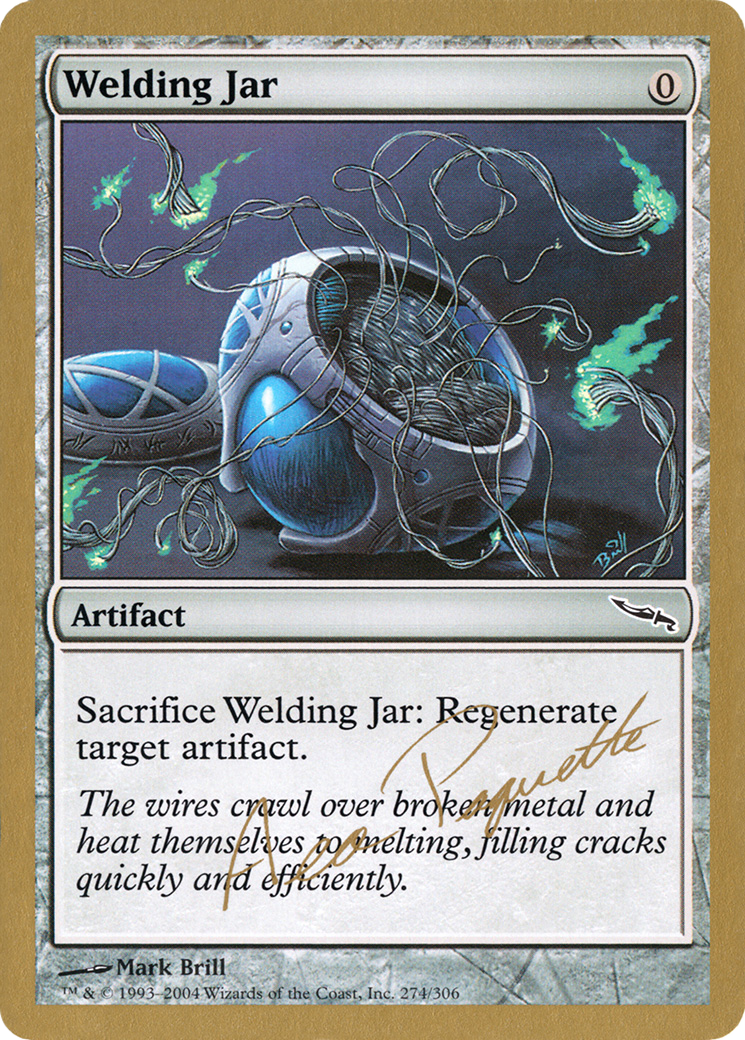 Welding Jar
0
Brill
Artifact
Sacrifice Welding Jar: Regenerate
target artifact.
Aeo Paquette
The wires crawl over broken metal and
heat themselves to melting, filling cracks
quickly and efficiently.
Mark Brill
™ & © 1993–2004 Wizards of the Coast, Inc. 274/306